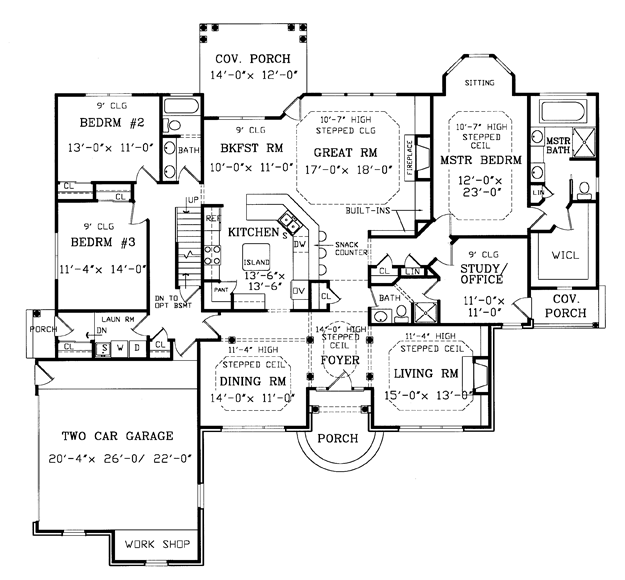 COV. PORCH
14'-0" x 12'-0"
SITTING
9' CLG
BEDRM #2
13'-0" x 11'-0"
BATH
CL
CL
9' CLG
BKFST RM
10'-0" x 11'-0"
10'-7" HIGH
STEPPED CLG
GREAT RM
17'-0" x 18'-0"
FIREPLACE
BUILT-INS
10'-7" HIGH
STEPPED
CEIL
MSTR BEDRM
12'-0" x
23'-0"
MSTR
BATH
LIN
WICL
UP
REF
9' CLG
BEDRM #3
11'-4" x 14'-0"
KITCHEN
S
DW
ISLAND
13'-6" x
13'-6"
SNACK
COUNTER
PANT
OV
CL
CL
LIN
9' CLG
STUDY/
OFFICE
11'-0" x
11'-0"
COV.
PORCH
BATH
DN TO
OPT BSMT
PORCH
LAUN RM
DN
CL
S
W
D
CL
11'-4" HIGH
STEPPED CEIL
DINING RM
14'-0" x 11'-0"
14'-0" HIGH
STEPPED
CEIL
FOYER
11'-4" HIGH
STEPPED CEIL
LIVING RM
15'-0" x 13'-0"
PORCH
TWO CAR GARAGE
20'-4" x 26'-0/ 22'-0"
WORK SHOP